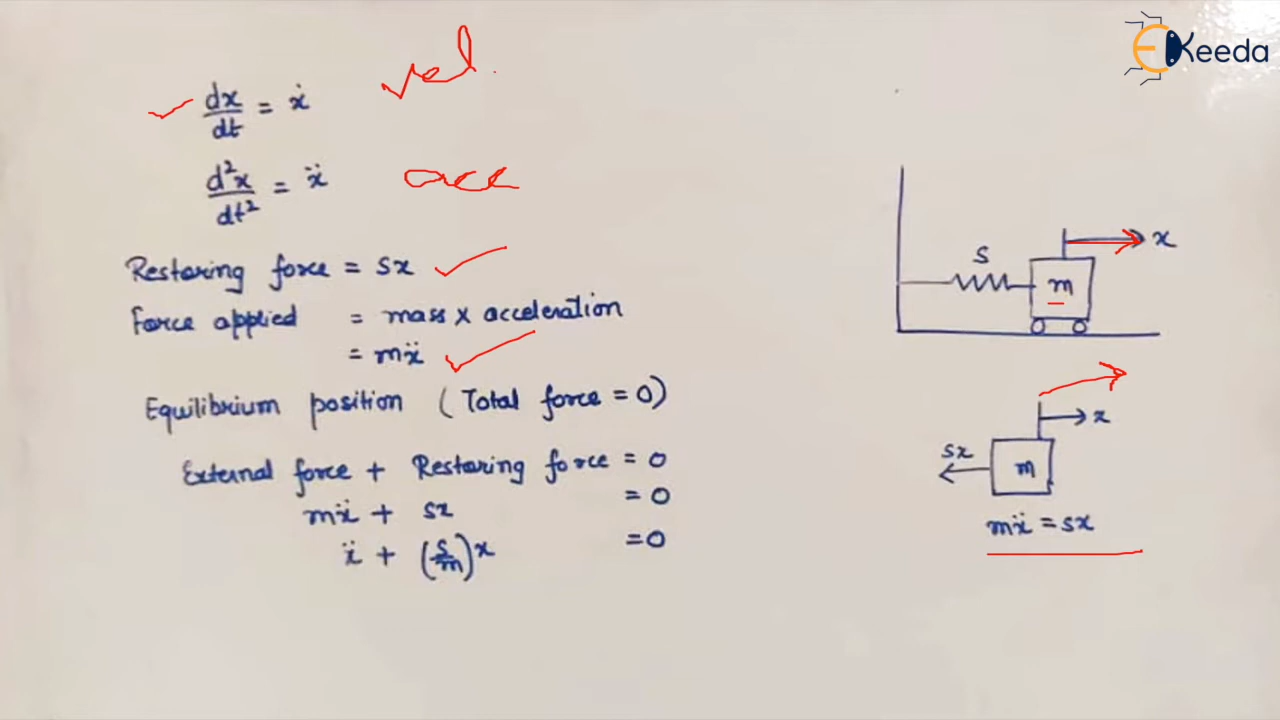 EKeeda
dx/dt = ẋ vel.
d²x/dt² = ẍ acc
Restoring force = sx
Force applied = mass x acceleration
= mẍ
Equilibrium position (Total force = 0)
External force + Restoring force = 0
mẍ + sx = 0
ẍ + (s/m)x = 0
x
s
m
x
sx
m
mẍ = sx